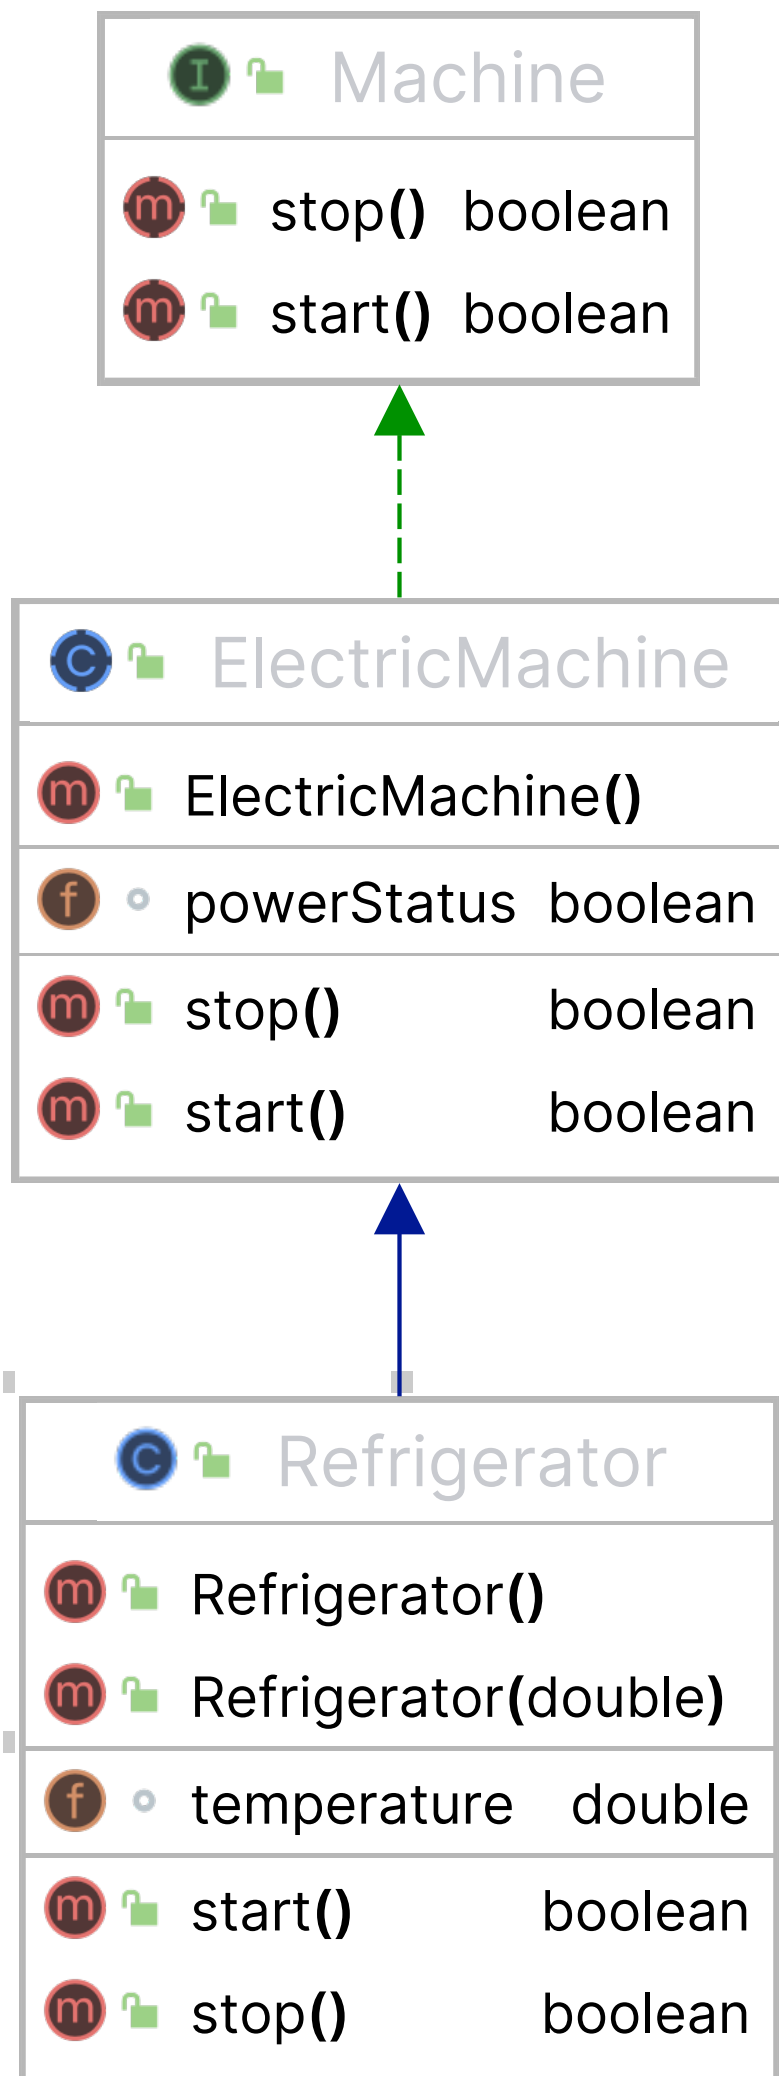 I Machine
m stop() boolean
m start() boolean
C ElectricMachine
m ElectricMachine()
f powerStatus boolean
m stop() boolean
m start() boolean
C Refrigerator
m Refrigerator()
m Refrigerator(double)
f temperature double
m start() boolean
m stop() boolean